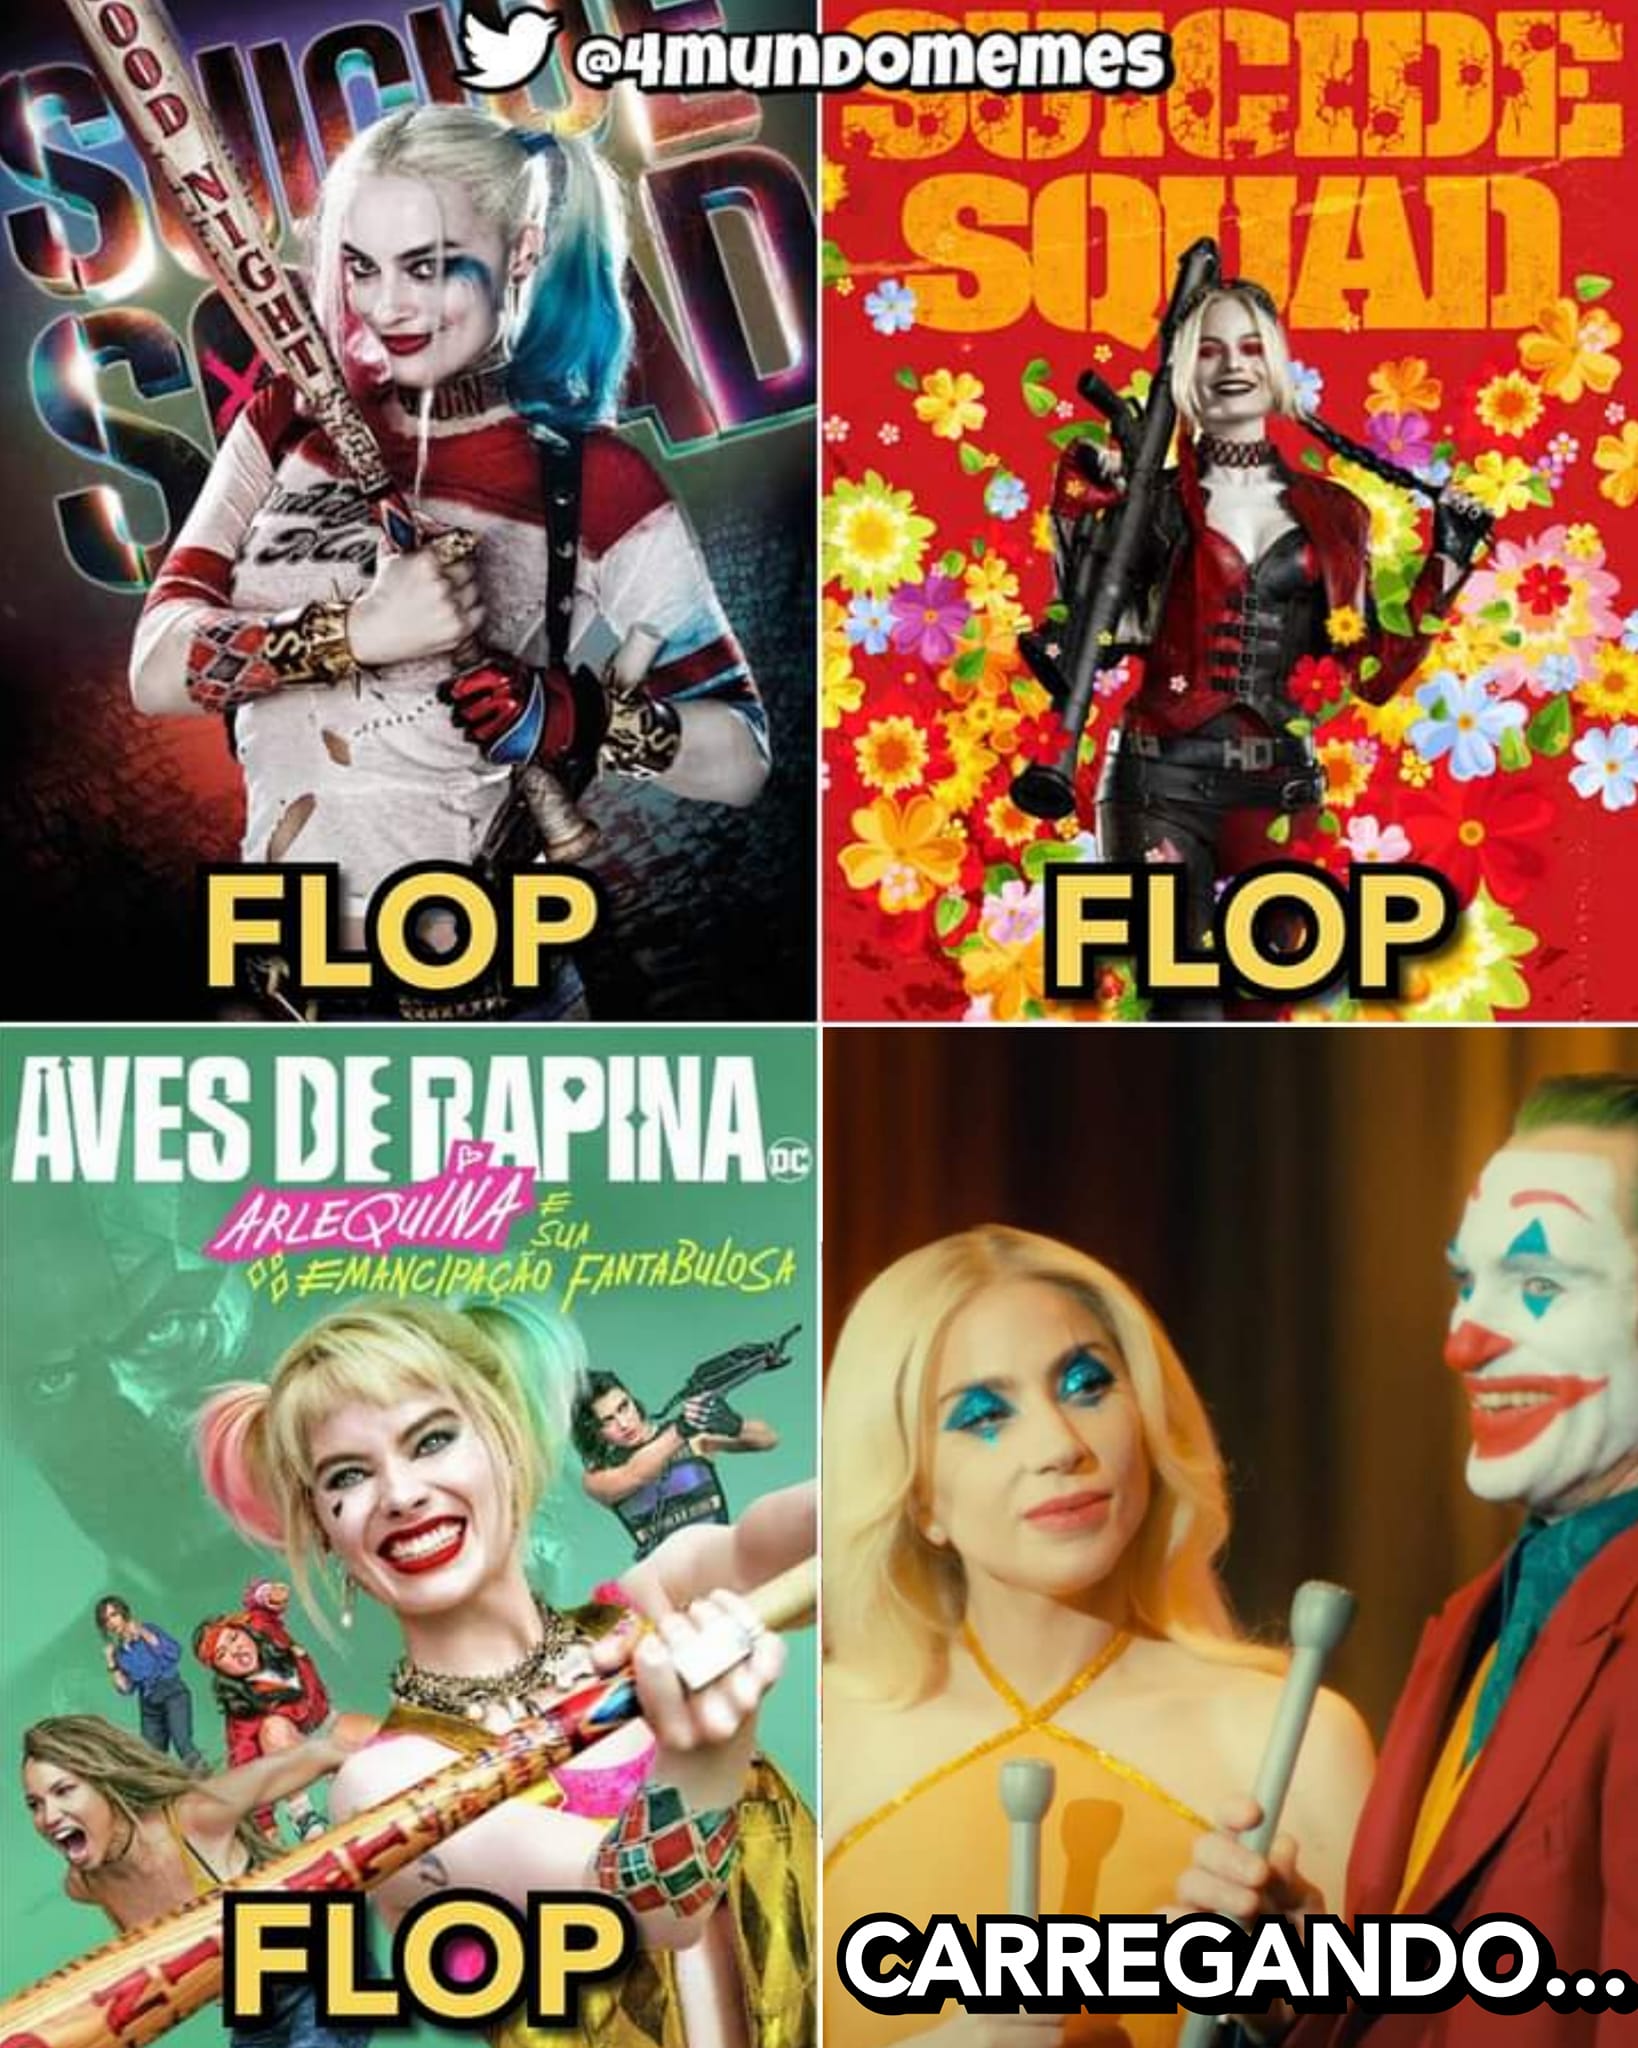 @4mundomemes
SUICIDE
SQUAD
GOOD NIGHT
SUICIDE
SQUAD
HD
FLOP
FLOP
AVES DE RAPINA
DC
ARLEQUINA E
SUA
EMANCIPAÇÃO FANTABULOSA
FLOP
CARREGANDO...